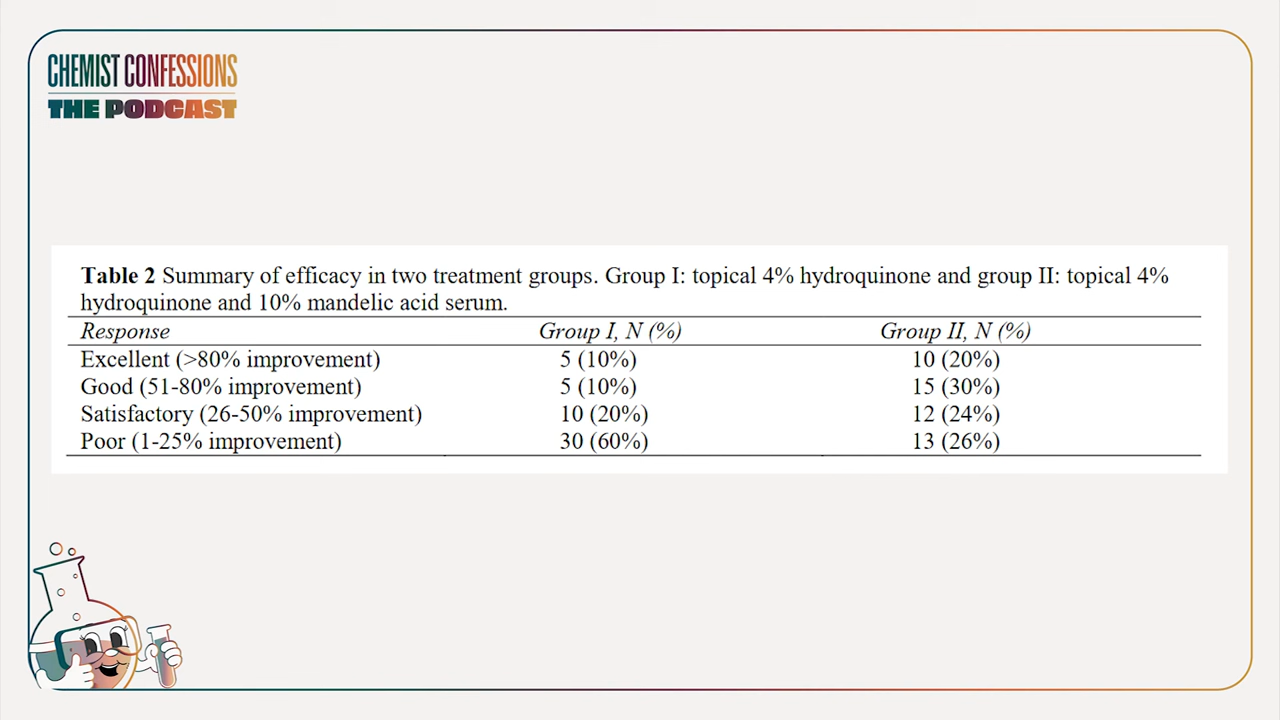 CHEMIST CONFESSIONS
THE PODCAST
Table 2 Summary of efficacy in two treatment groups. Group I: topical 4% hydroquinone and group II: topical 4%
hydroquinone and 10% mandelic acid serum.
Response Group I, N (%) Group II, N (%)
Excellent (>80% improvement) 5 (10%) 10 (20%)
Good (51-80% improvement) 5 (10%) 15 (30%)
Satisfactory (26-50% improvement) 10 (20%) 12 (24%)
Poor (1-25% improvement) 30 (60%) 13 (26%)